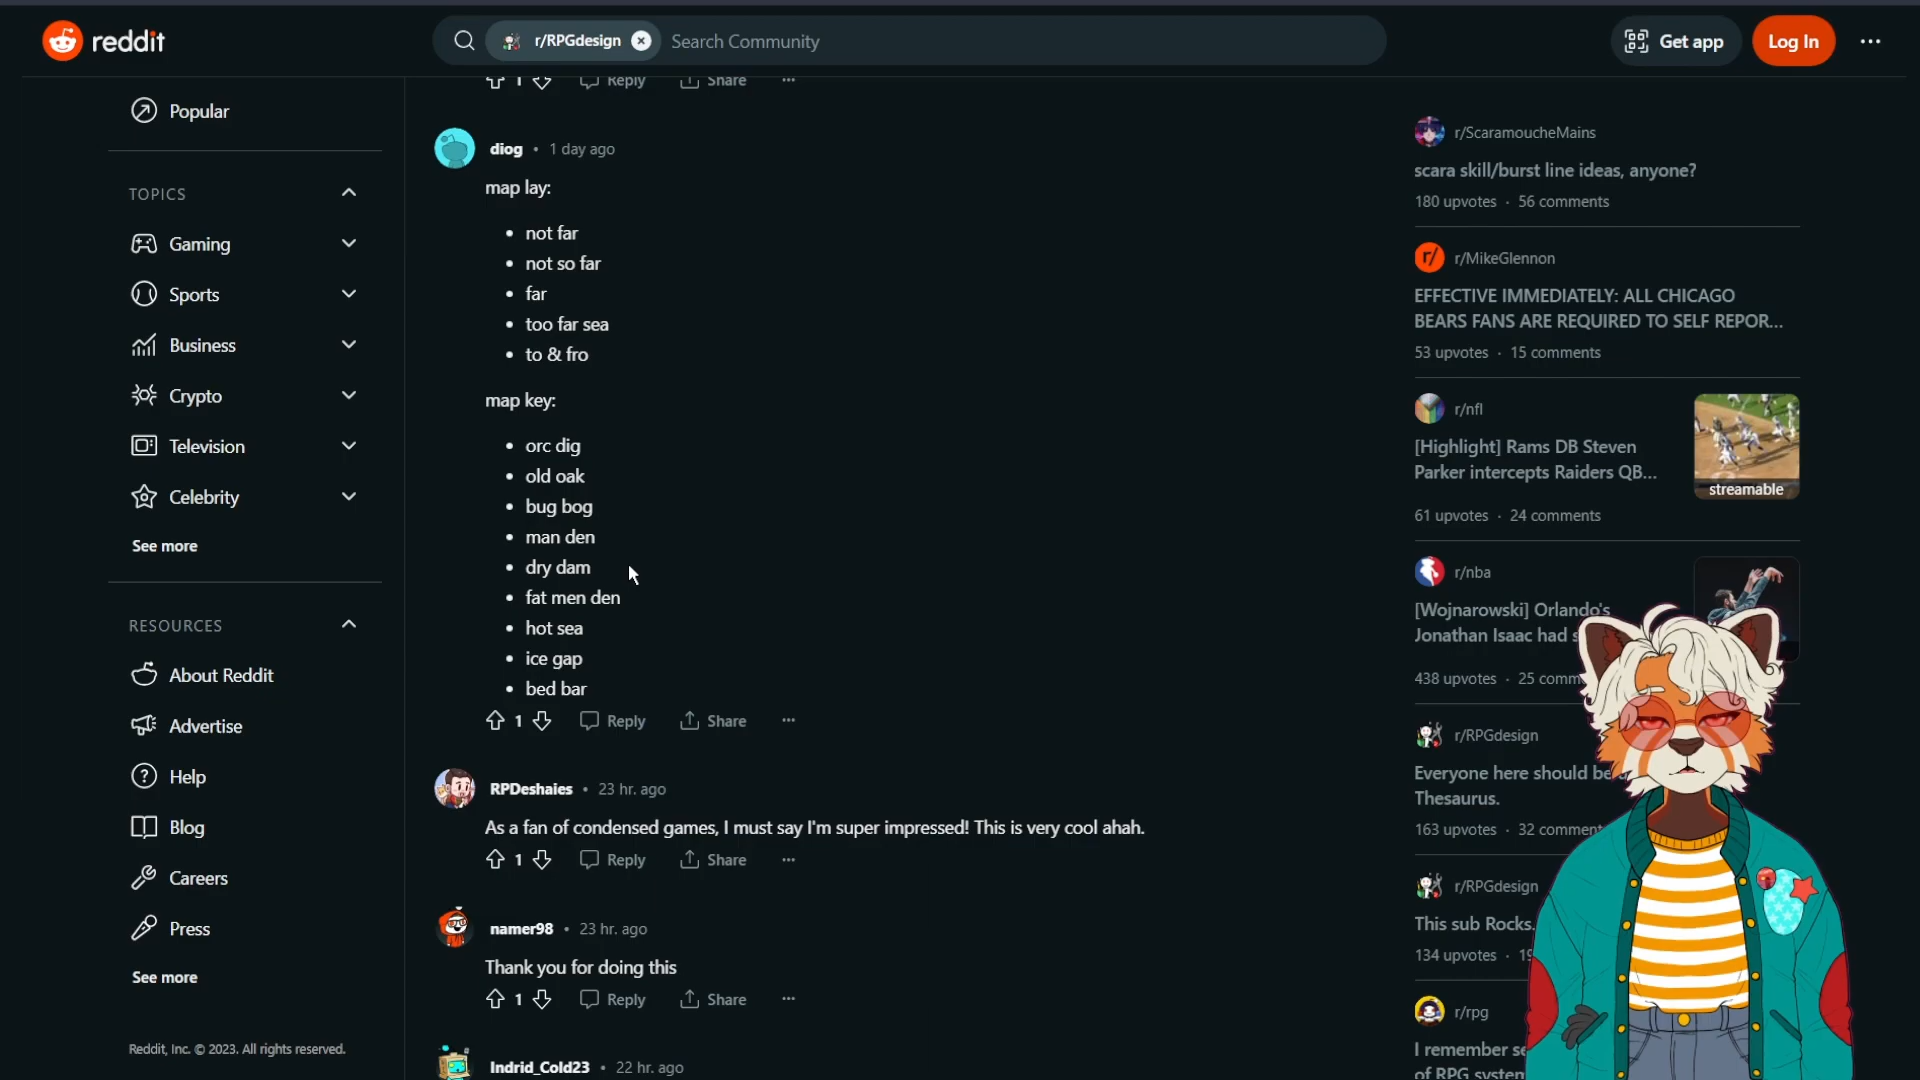 reddit
r/RPGdesign
Search Community
Get app
Log In
Popular
TOPICS
Gaming
Sports
Business
Crypto
Television
Celebrity
See more
RESOURCES
About Reddit
Advertise
Help
Blog
Careers
Press
See more
Reddit, Inc. © 2023. All rights reserved.
1 Reply Share
diog • 1 day ago
map lay:
• not far
• not so far
• far
• too far sea
• to & fro
map key:
• orc dig
• old oak
• bug bog
• man den
• dry dam
• fat men den
• hot sea
• ice gap
• bed bar
1 Reply Share
RPDeshaies • 23 hr. ago
As a fan of condensed games, I must say I'm super impressed! This is very cool ahah.
1 Reply Share
namer98 • 23 hr. ago
Thank you for doing this
1 Reply Share
Indrid_Cold23 • 22 hr. ago
r/ScaramoucheMains
scara skill/burst line ideas, anyone?
180 upvotes · 56 comments
r/MikeGlennon
EFFECTIVE IMMEDIATELY: ALL CHICAGO
BEARS FANS ARE REQUIRED TO SELF REPOR...
53 upvotes · 15 comments
r/nfl
[Highlight] Rams DB Steven
Parker intercepts Raiders QB...
streamable
61 upvotes · 24 comments
r/nba
[Wojnarowski] Orlando's
Jonathan Isaac had
438 upvotes · 25
r/RPGdesign
Everyone here should
Thesaurus.
163 upvotes · 32
r/RPGdesign
This sub Rocks.
134 upvotes
r/rpg
I remember
of RPG